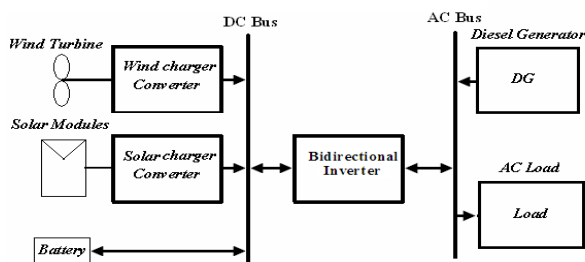 DC Bus
AC Bus
Wind Turbine
Wind charger
Converter
Diesel Generator
DG
Solar Modules
Solar charger
Converter
Bidirectional
Inverter
AC Load
Load
Battery